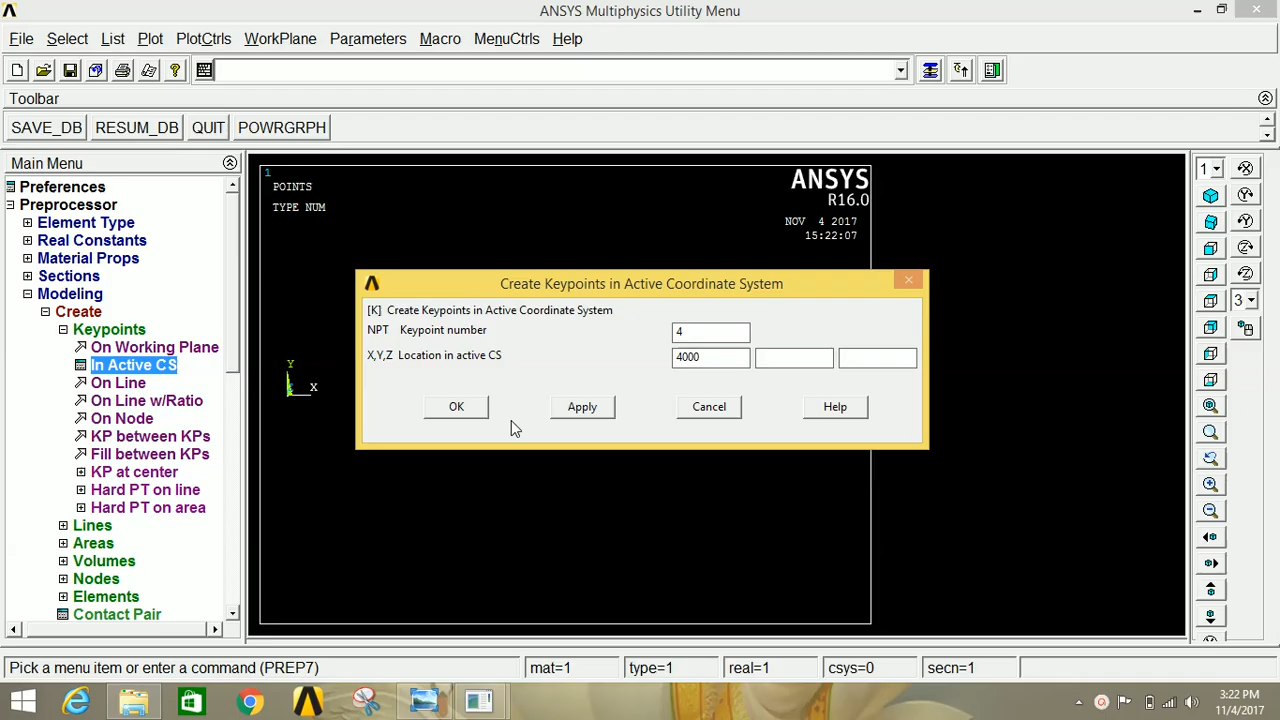 ANSYS Multiphysics Utility Menu
File Select List Plot PlotCtrls WorkPlane Parameters Macro MenuCtrls Help
Toolbar
SAVE_DB RESUM_DB QUIT POWRGRPH
Main Menu
Preferences
Preprocessor
Element Type
Real Constants
Material Props
Sections
Modeling
Create
Keypoints
On Working Plane
In Active CS
On Line
On Line w/Ratio
On Node
KP between KPs
Fill between KPs
KP at center
Hard PT on line
Hard PT on area
Lines
Areas
Volumes
Nodes
Elements
Contact Pair
1
POINTS
TYPE NUM
ANSYS
R16.0
NOV 4 2017
15:22:07
Y
X
Create Keypoints in Active Coordinate System
[K] Create Keypoints in Active Coordinate System
NPT Keypoint number 4
X,Y,Z Location in active CS 4000
OK Apply Cancel Help
1
3
Pick a menu item or enter a command (PREP7) mat=1 type=1 real=1 csys=0 secn=1
3:22 PM
11/4/2017